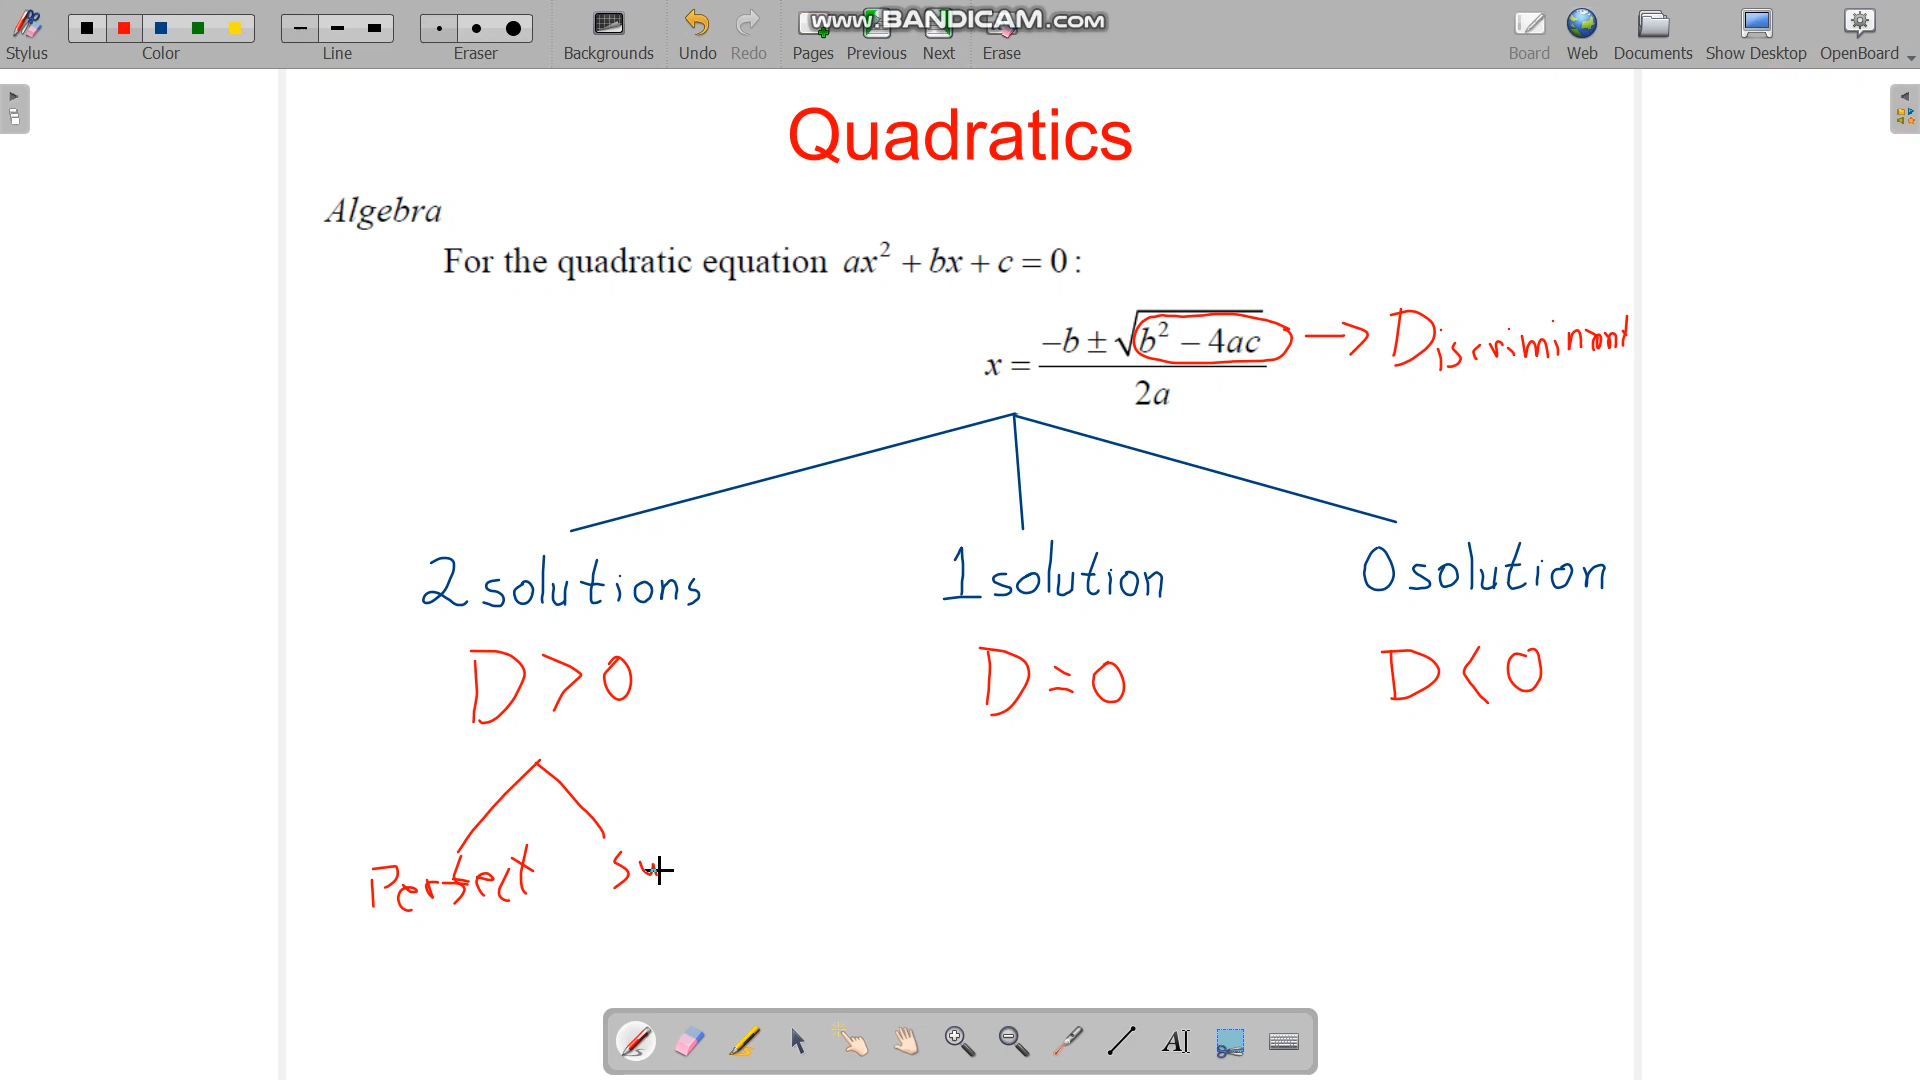 Stylus Color Line Eraser Backgrounds Undo Redo Pages Previous Next Erase Board Web Documents Show Desktop OpenBoard
www.BANDICAM.com
Quadratics
Algebra
For the quadratic equation ax² + bx + c = 0 :
x = (−b ± √(b² − 4ac)) / 2a → Discriminant
2 solutions 1 solution 0 solution
D > 0 D = 0 D < 0
Perfect su
AI